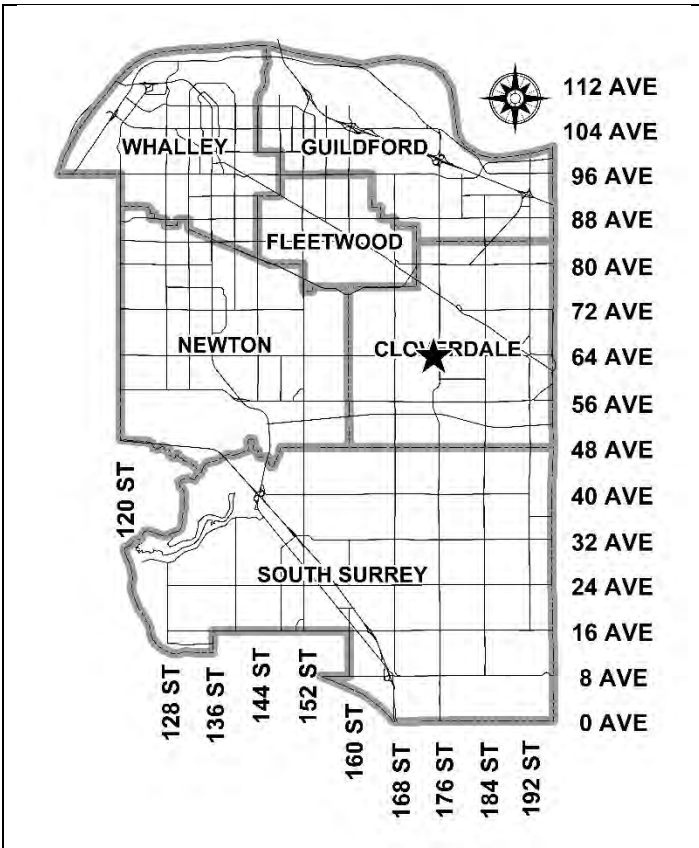 112 AVE
104 AVE
WHALLEY
GUILDFORD
96 AVE
88 AVE
FLEETWOOD
80 AVE
72 AVE
NEWTON
CLOVERDALE
64 AVE
56 AVE
48 AVE
120 ST
40 AVE
32 AVE
SOUTH SURREY
24 AVE
16 AVE
8 AVE
0 AVE
128 ST
136 ST
144 ST
152 ST
160 ST
168 ST
176 ST
184 ST
192 ST